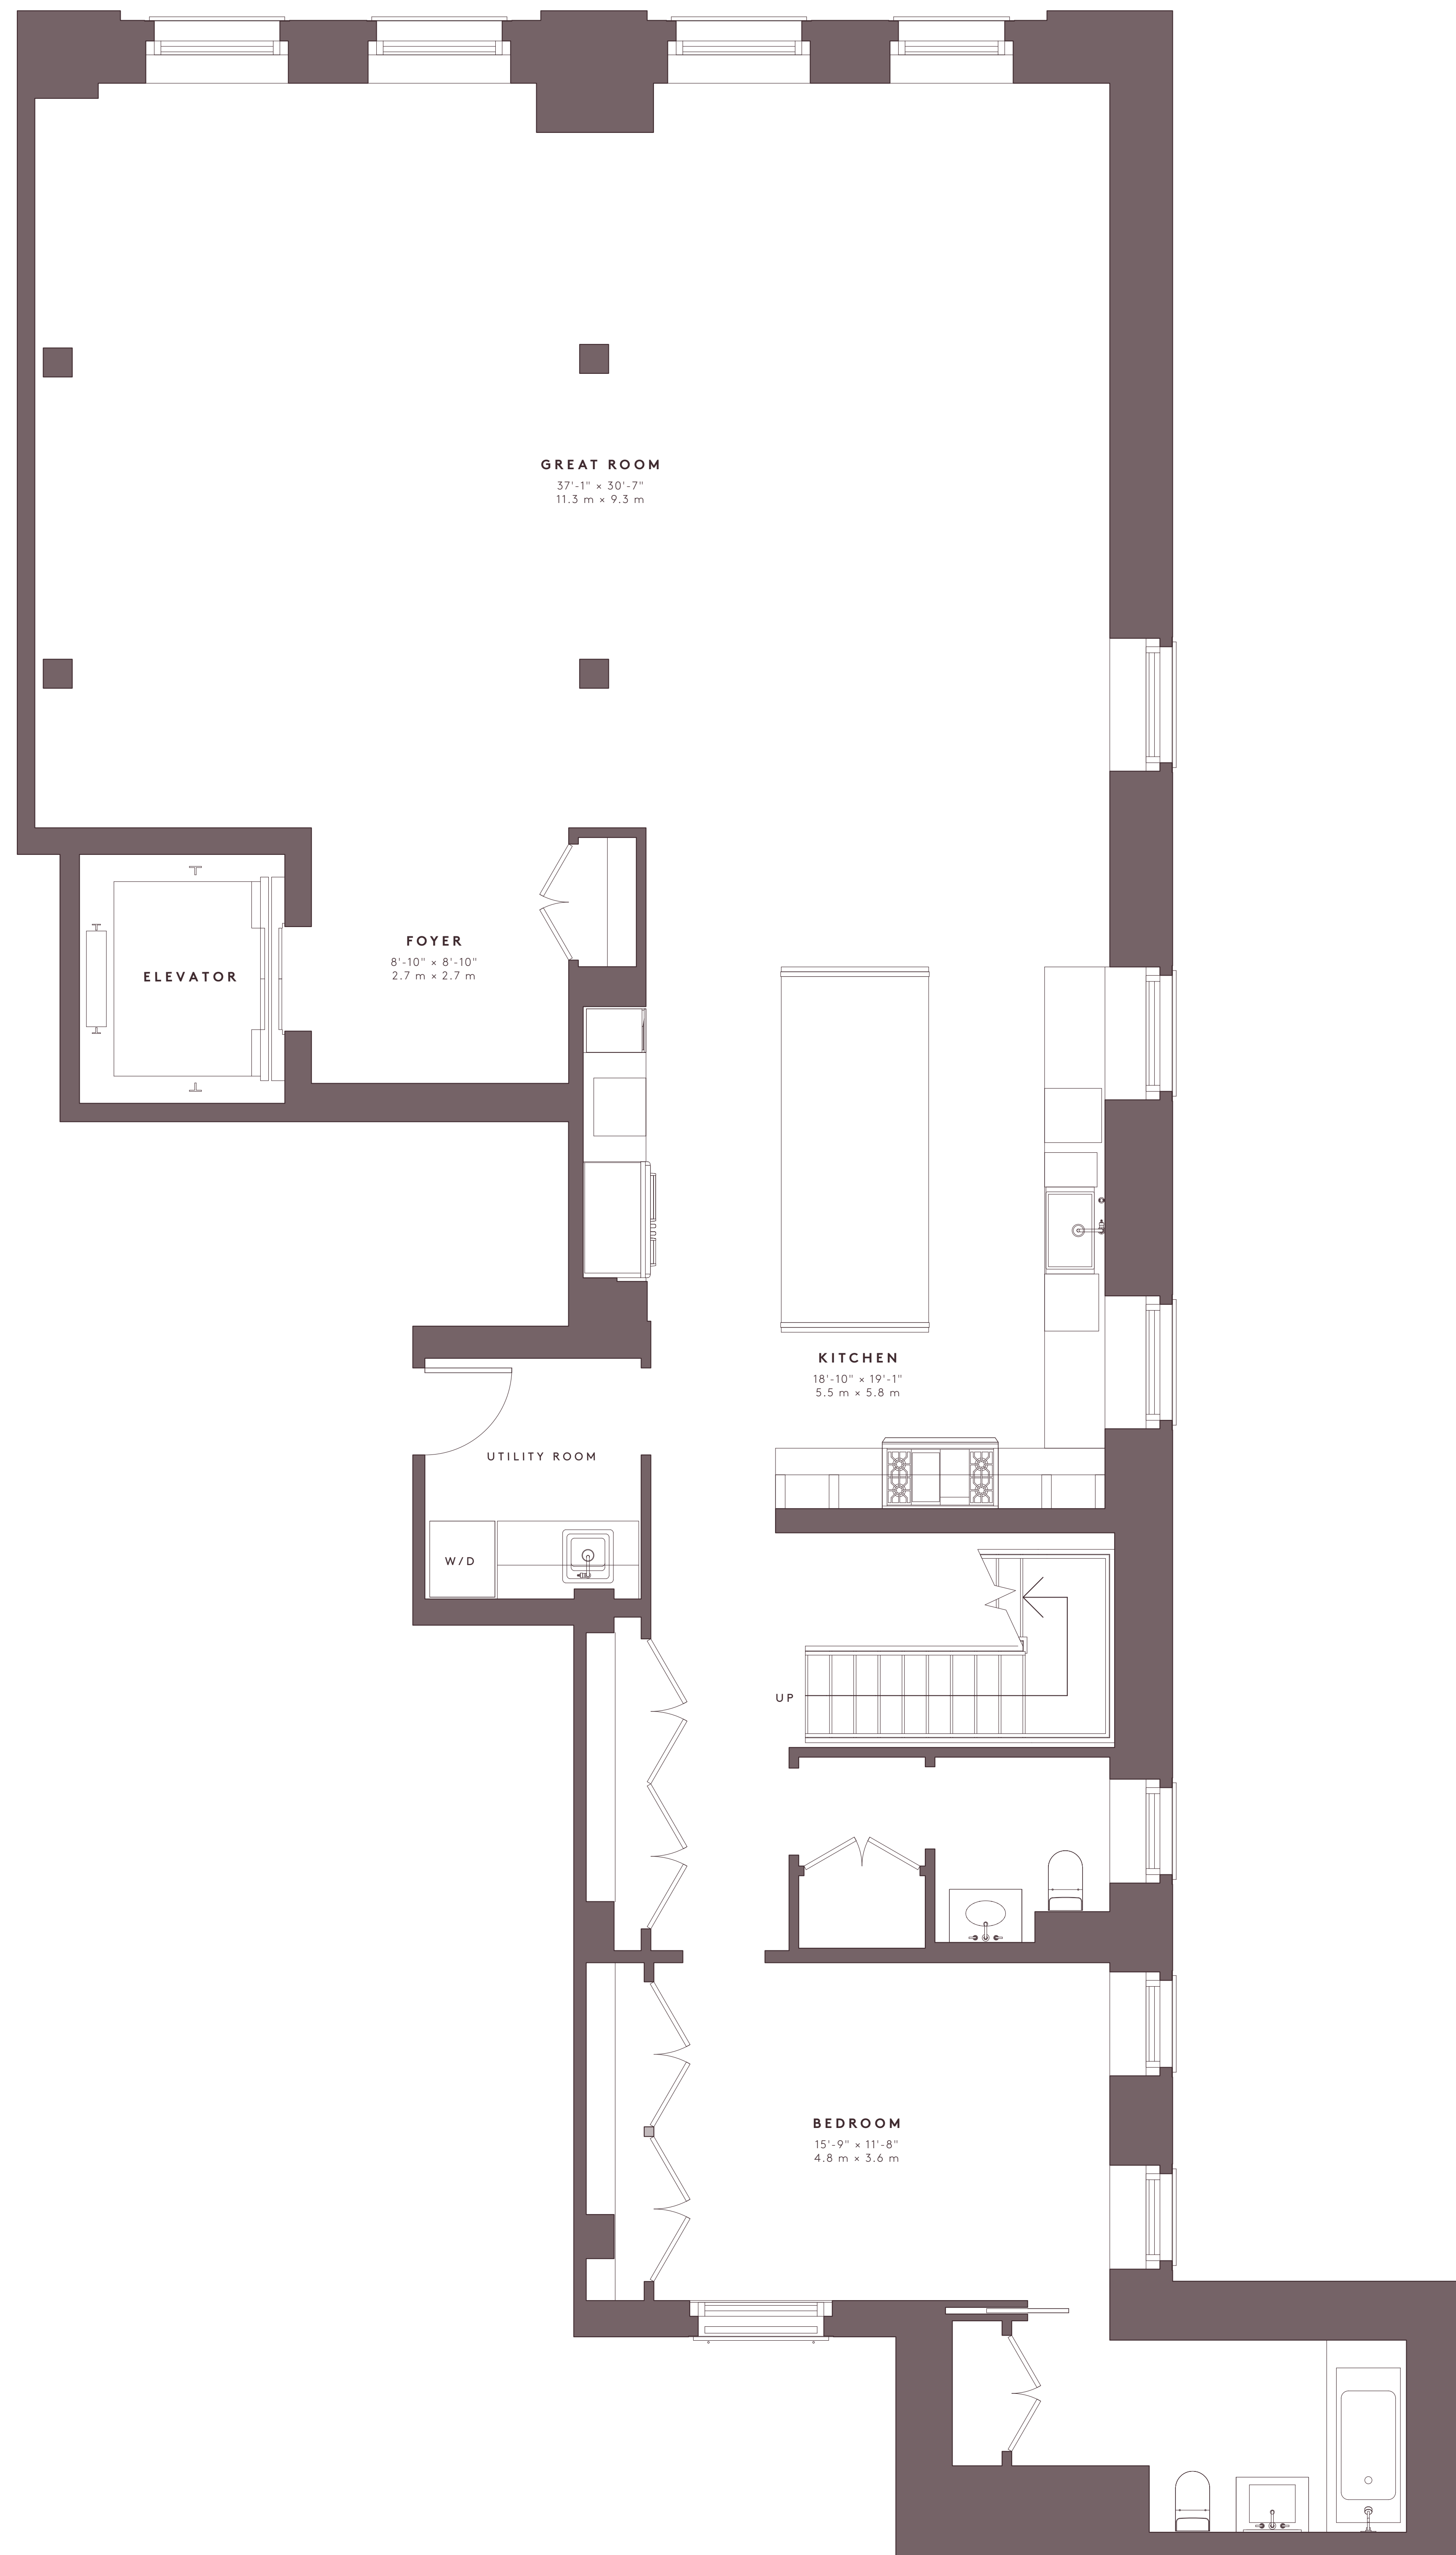 GREAT ROOM
37'-1" × 30'-7"
11.3 m × 9.3 m
FOYER
8'-10" × 8'-10"
2.7 m × 2.7 m
ELEVATOR
KITCHEN
18'-10" × 19'-1"
5.5 m × 5.8 m
UTILITY ROOM
W/D
UP
BEDROOM
15'-9" × 11'-8"
4.8 m × 3.6 m